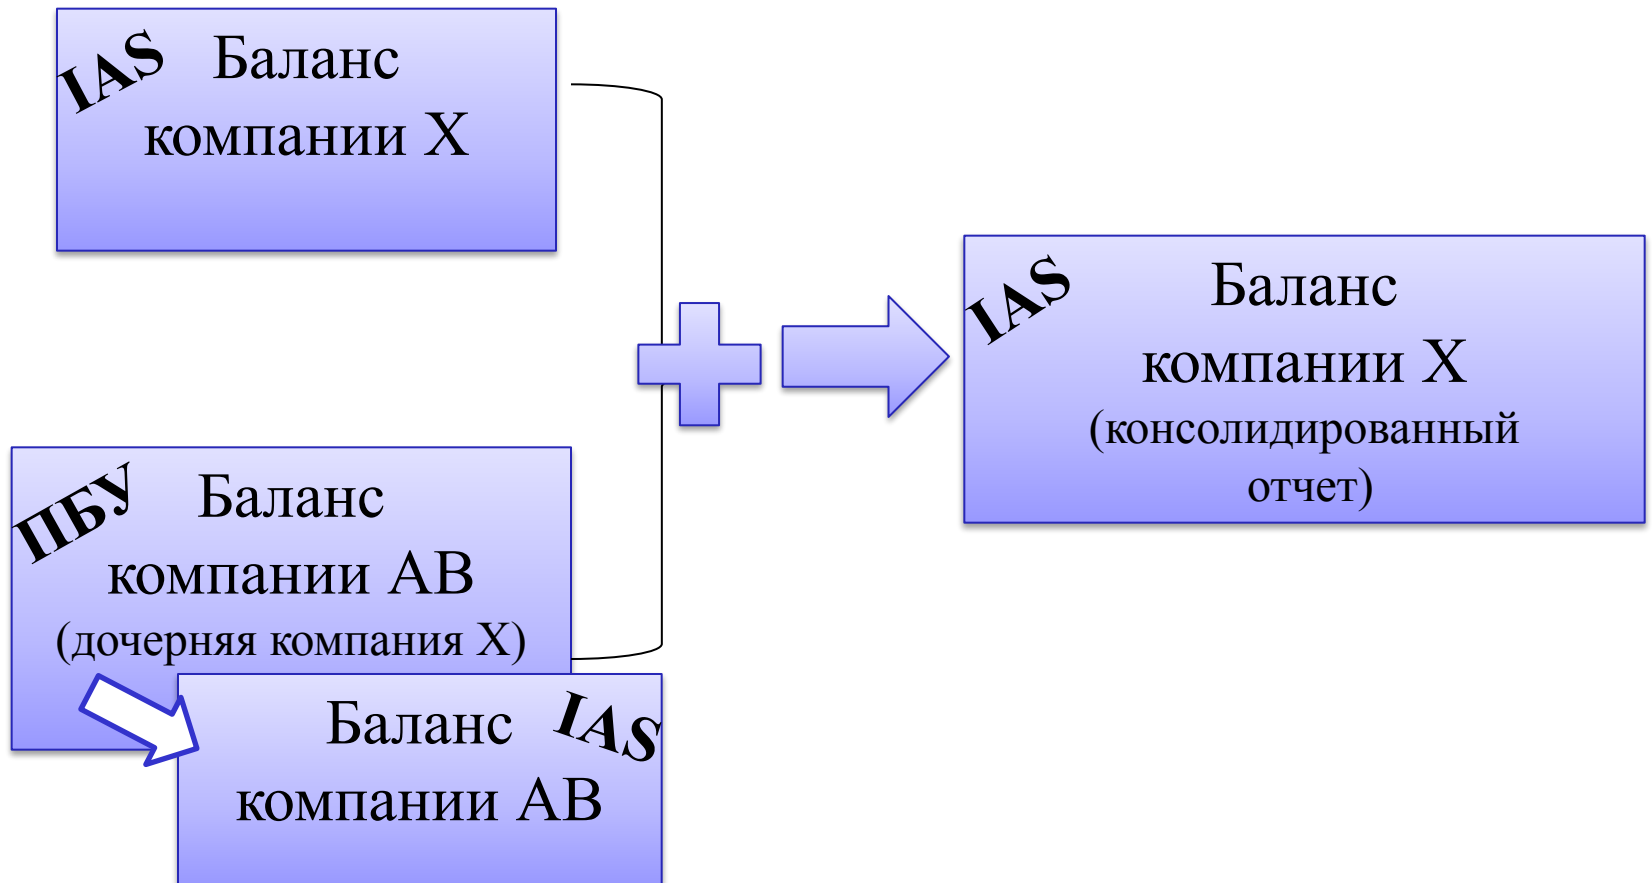 IAS
Баланс
компании X
ПБУ
Баланс
компании АВ
(дочерняя компания X)
Баланс
IAS
компании АВ
IAS
Баланс
компании X
(консолидированный
отчет)